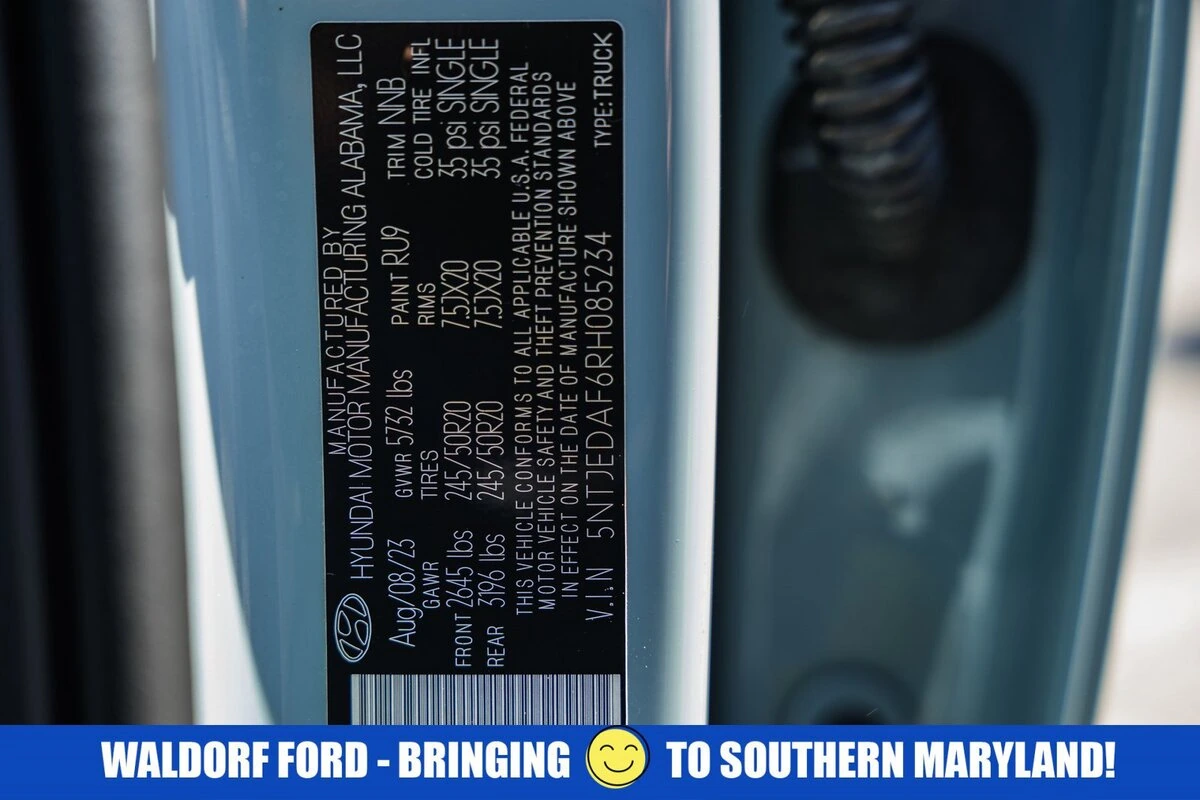 MANUFACTURED BY
HYUNDAI MOTOR MANUFACTURING ALABAMA, LLC
Aug/08/23 GVWR 5732 lbs PAINT RU9 TRIM NNB
GAWR TIRES RIMS COLD TIRE INFL
FRONT 2645 lbs 245/50R20 7.5JX20 35 psi SINGLE
REAR 3196 lbs 245/50R20 7.5JX20 35 psi SINGLE
THIS VEHICLE CONFORMS TO ALL APPLICABLE U.S.A. FEDERAL
MOTOR VEHICLE SAFETY AND THEFT PREVENTION STANDARDS
IN EFFECT ON THE DATE OF MANUFACTURE SHOWN ABOVE
V.I.N 5NTJEDAF6RH085234 TYPE:TRUCK
WALDORF FORD - BRINGING TO SOUTHERN MARYLAND!